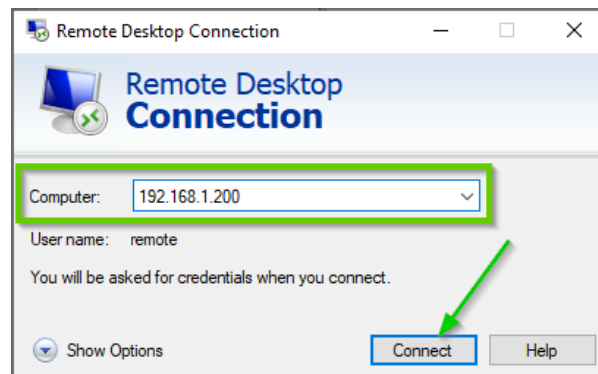 Remote Desktop Connection
Remote Desktop
Connection
Computer: 192.168.1.200
User name: remote
You will be asked for credentials when you connect.
Show Options Connect Help